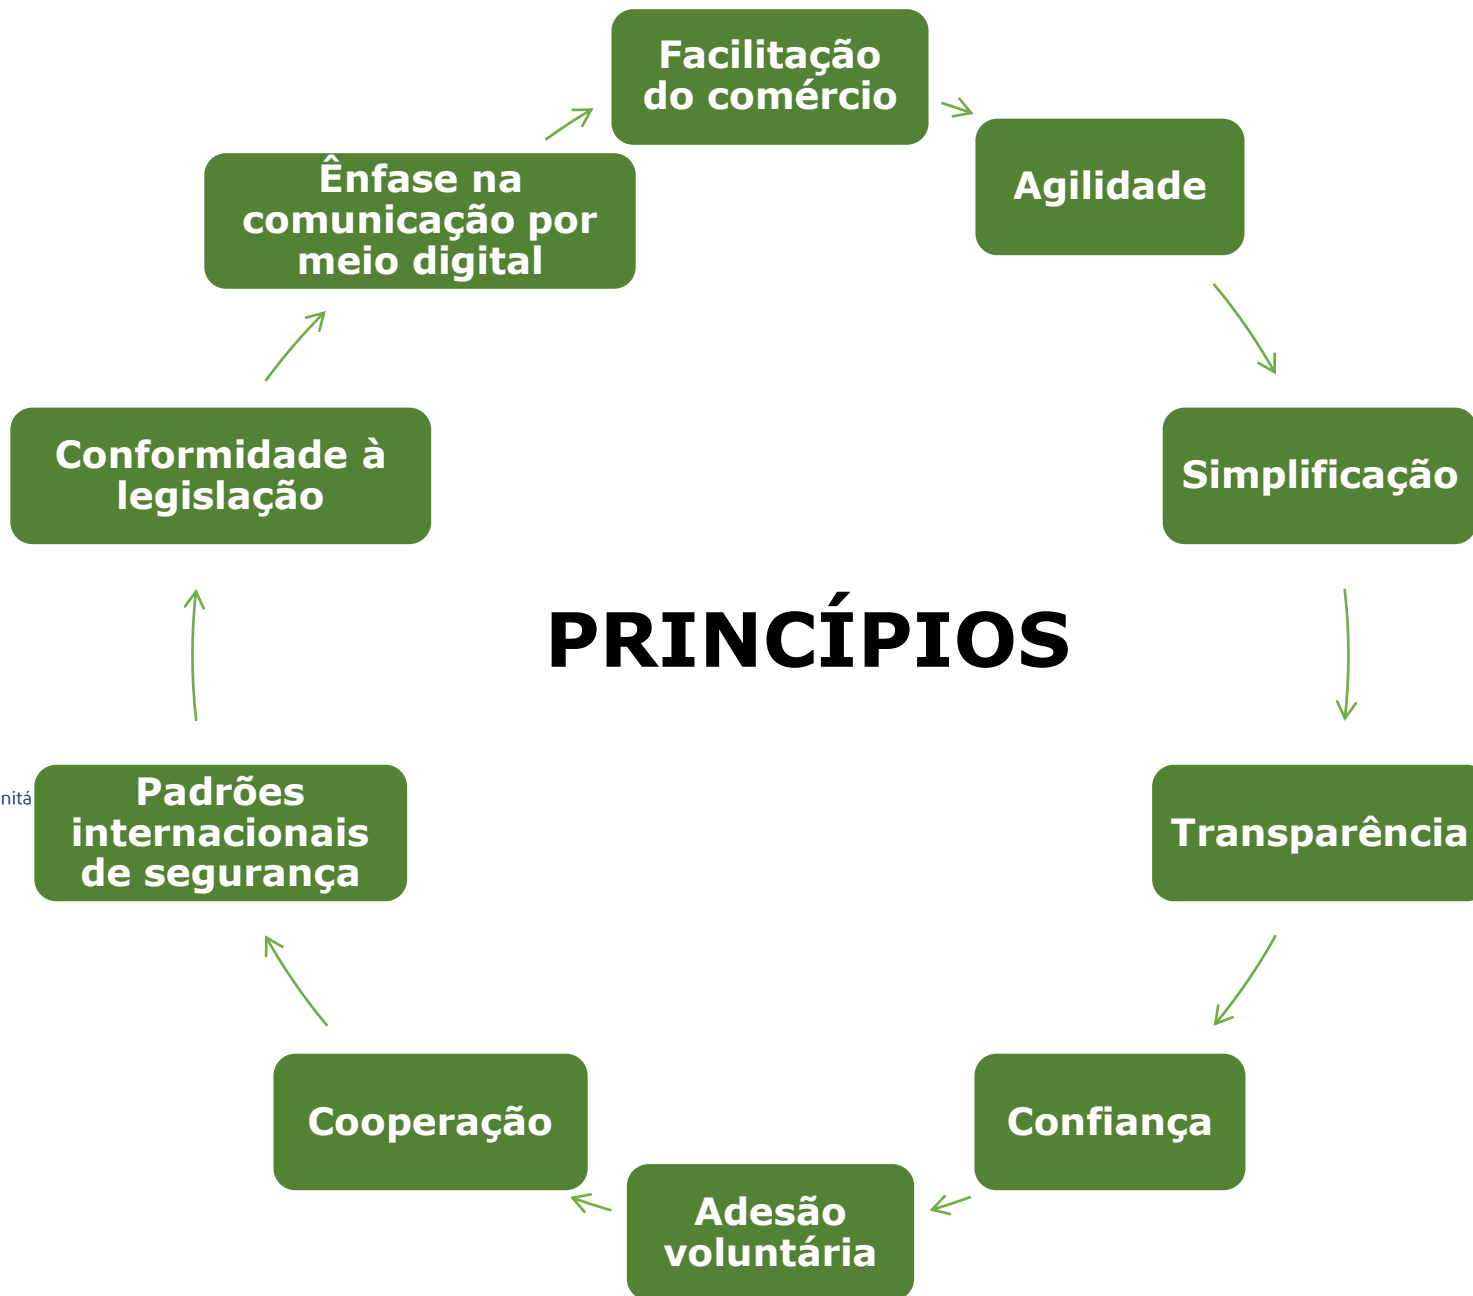 Facilitação
do comércio
Agilidade
Simplificação
Transparência
Confiança
Adesão
voluntária
Cooperação
Padrões
internacionais
de segurança
Conformidade à
legislação
Ênfase na
comunicação por
meio digital
PRINCÍPIOS
nitá